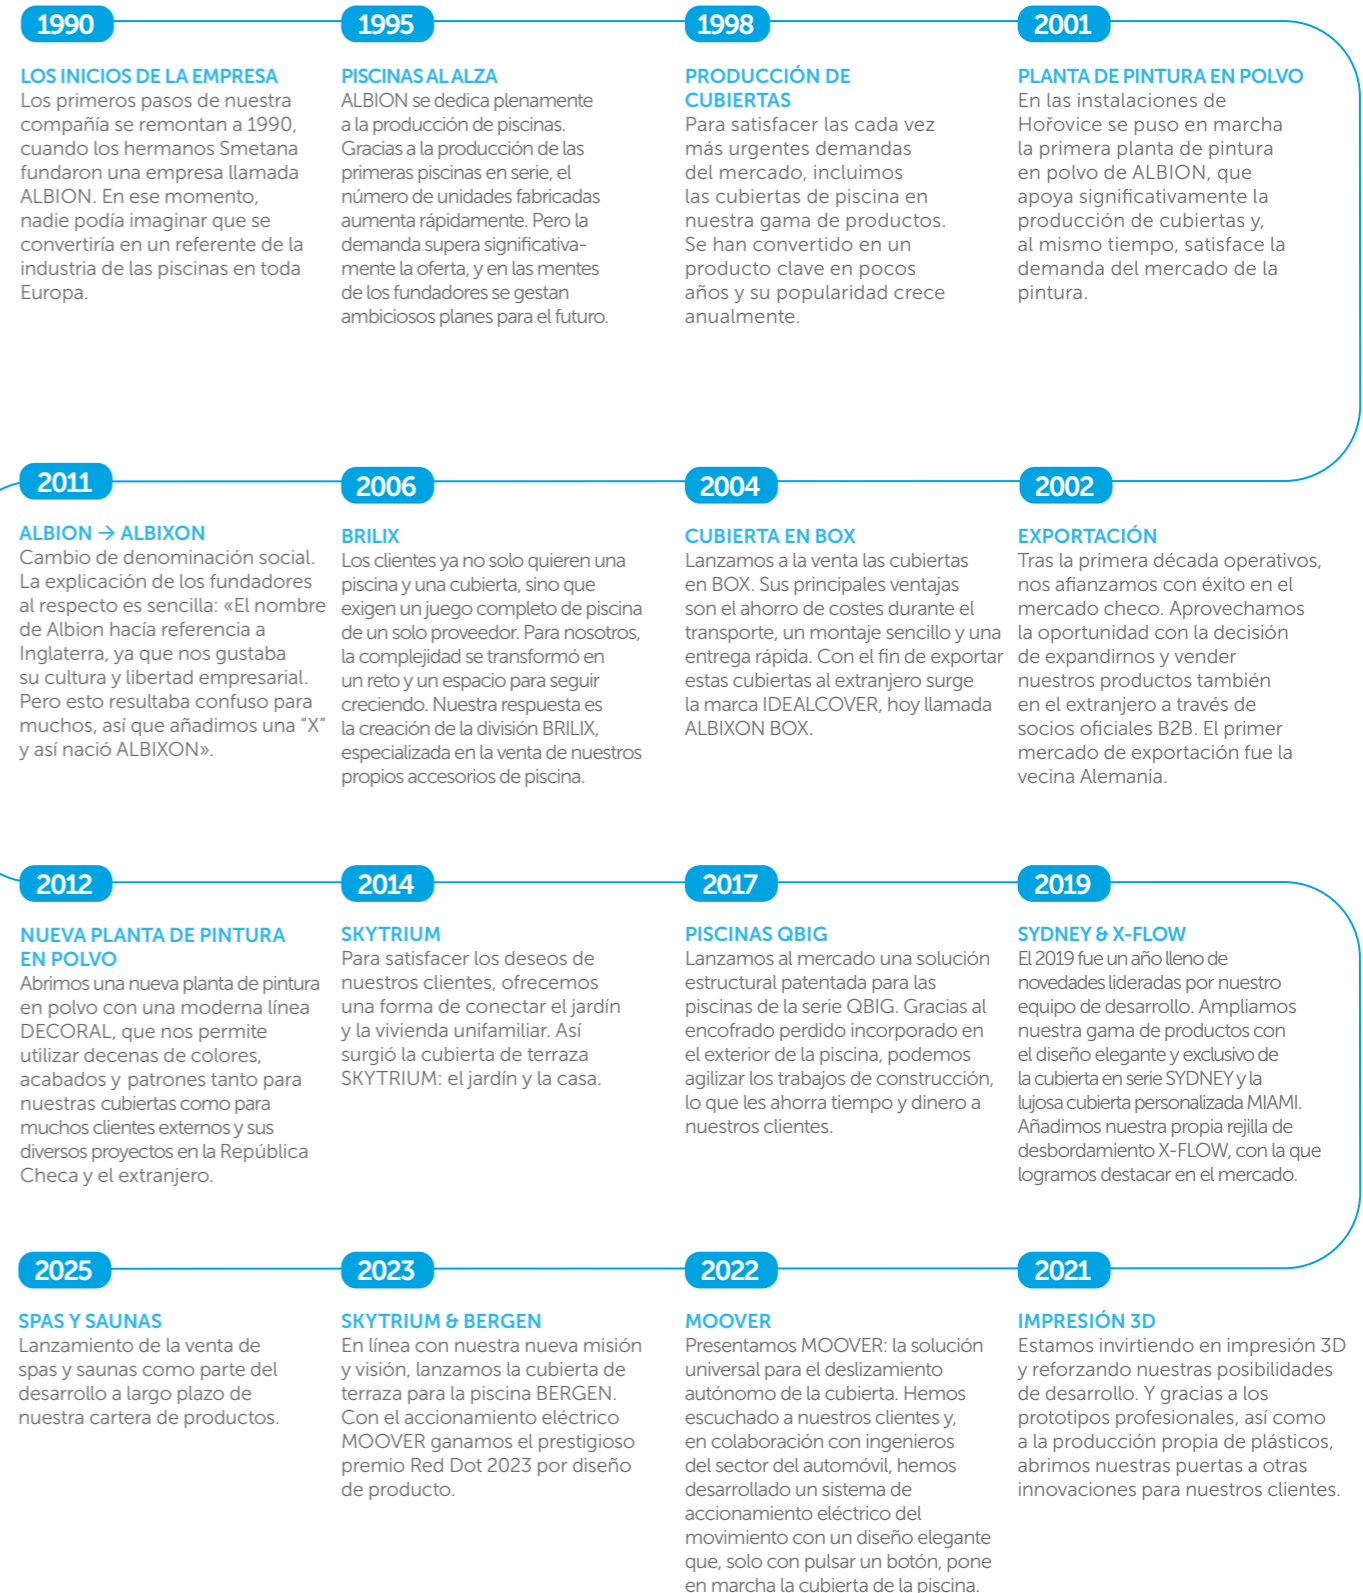 1990
LOS INICIOS DE LA EMPRESA
Los primeros pasos de nuestra
compañía se remontan a 1990,
cuando los hermanos Smetana
fundaron una empresa llamada
ALBION. En ese momento,
nadie podía imaginar que se
convertiría en un referente de la
industria de las piscinas en toda
Europa.
1995
PISCINAS AL ALZA
ALBION se dedica plenamente
a la producción de piscinas.
Gracias a la producción de las
primeras piscinas en serie, el
número de unidades fabricadas
aumenta rápidamente. Pero la
demanda supera significativa-
mente la oferta, y en las mentes
de los fundadores se gestan
ambiciosos planes para el futuro.
1998
PRODUCCIÓN DE
CUBIERTAS
Para satisfacer las cada vez
más urgentes demandas
del mercado, incluimos
las cubiertas de piscina en
nuestra gama de productos.
Se han convertido en un
producto clave en pocos
años y su popularidad crece
anualmente.
2001
PLANTA DE PINTURA EN POLVO
En las instalaciones de
Hořovice se puso en marcha
la primera planta de pintura
en polvo de ALBION, que
apoya significativamente la
producción de cubiertas y,
al mismo tiempo, satisface la
demanda del mercado de la
pintura.
2002
EXPORTACIÓN
Tras la primera década operativos,
nos afianzamos con éxito en el
mercado checo. Aprovechamos
la oportunidad con la decisión
de expandirnos y vender
nuestros productos también
en el extranjero a través de
socios oficiales B2B. El primer
mercado de exportación fue la
vecina Alemania.
2004
CUBIERTA EN BOX
Lanzamos a la venta las cubiertas
en BOX. Sus principales ventajas
son el ahorro de costes durante el
transporte, un montaje sencillo y una
entrega rápida. Con el fin de exportar
estas cubiertas al extranjero surge
la marca IDEALCOVER, hoy llamada
ALBIXON BOX.
2006
BRILIX
Los clientes ya no solo quieren una
piscina y una cubierta, sino que
exigen un juego completo de piscina
de un solo proveedor. Para nosotros,
la complejidad se transformó en
un reto y un espacio para seguir
creciendo. Nuestra respuesta es
la creación de la división BRILIX,
especializada en la venta de nuestros
propios accesorios de piscina.
2011
ALBION → ALBIXON
Cambio de denominación social.
La explicación de los fundadores
al respecto es sencilla: «El nombre
de Albion hacía referencia a
Inglaterra, ya que nos gustaba
su cultura y libertad empresarial.
Pero esto resultaba confuso para
muchos, así que añadimos una “X”
y así nació ALBIXON».
2012
NUEVA PLANTA DE PINTURA
EN POLVO
Abrimos una nueva planta de pintura
en polvo con una moderna línea
DECORAL, que nos permite
utilizar decenas de colores,
acabados y patrones tanto para
nuestras cubiertas como para
muchos clientes externos y sus
diversos proyectos en la República
Checa y el extranjero.
2014
SKYTRIUM
Para satisfacer los deseos de
nuestros clientes, ofrecemos
una forma de conectar el jardín
y la vivienda unifamiliar. Así
surgió la cubierta de terraza
SKYTRIUM: el jardín y la casa.
2017
PISCINAS QBIG
Lanzamos al mercado una solución
estructural patentada para las
piscinas de la serie QBIG. Gracias al
encofrado perdido incorporado en
el exterior de la piscina, podemos
agilizar los trabajos de construcción,
lo que les ahorra tiempo y dinero a
nuestros clientes.
2019
SYDNEY & X-FLOW
El 2019 fue un año lleno de
novedades lideradas por nuestro
equipo de desarrollo. Ampliamos
nuestra gama de productos con
el diseño elegante y exclusivo de
la cubierta en serie SYDNEY y la
lujosa cubierta personalizada MIAMI.
Añadimos nuestra propia rejilla de
desbordamiento X-FLOW, con la que
logramos destacar en el mercado.
2021
IMPRESIÓN 3D
Estamos invirtiendo en impresión 3D
y reforzando nuestras posibilidades
de desarrollo. Y gracias a los
prototipos profesionales, así como
a la producción propia de plásticos,
abrimos nuestras puertas a otras
innovaciones para nuestros clientes.
2022
MOOVER
Presentamos MOOVER: la solución
universal para el deslizamiento
autónomo de la cubierta. Hemos
escuchado a nuestros clientes y,
en colaboración con ingenieros
del sector del automóvil, hemos
desarrollado un sistema de
accionamiento eléctrico del
movimiento con un diseño elegante
que, solo con pulsar un botón, pone
en marcha la cubierta de la piscina.
2023
SKYTRIUM & BERGEN
En línea con nuestra nueva misión
y visión, lanzamos la cubierta de
terraza para la piscina BERGEN.
Con el accionamiento eléctrico
MOOVER ganamos el prestigioso
premio Red Dot 2023 por diseño
de producto.
2025
SPAS Y SAUNAS
Lanzamiento de la venta de
spas y saunas como parte del
desarrollo a largo plazo de
nuestra cartera de productos.